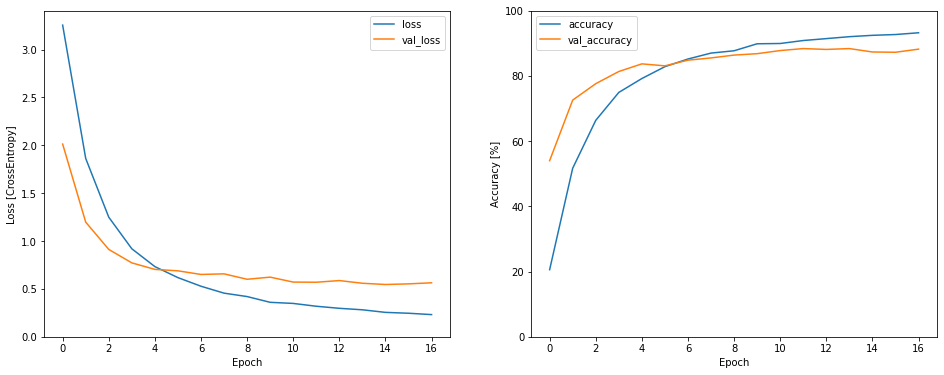 loss
val_loss
Loss [CrossEntropy]
3.0
2.5
2.0
1.5
1.0
0.5
0.0
0 2 4 6 8 10 12 14 16
Epoch
accuracy
val_accuracy
Accuracy [%]
100
80
60
40
20
0
0 2 4 6 8 10 12 14 16
Epoch